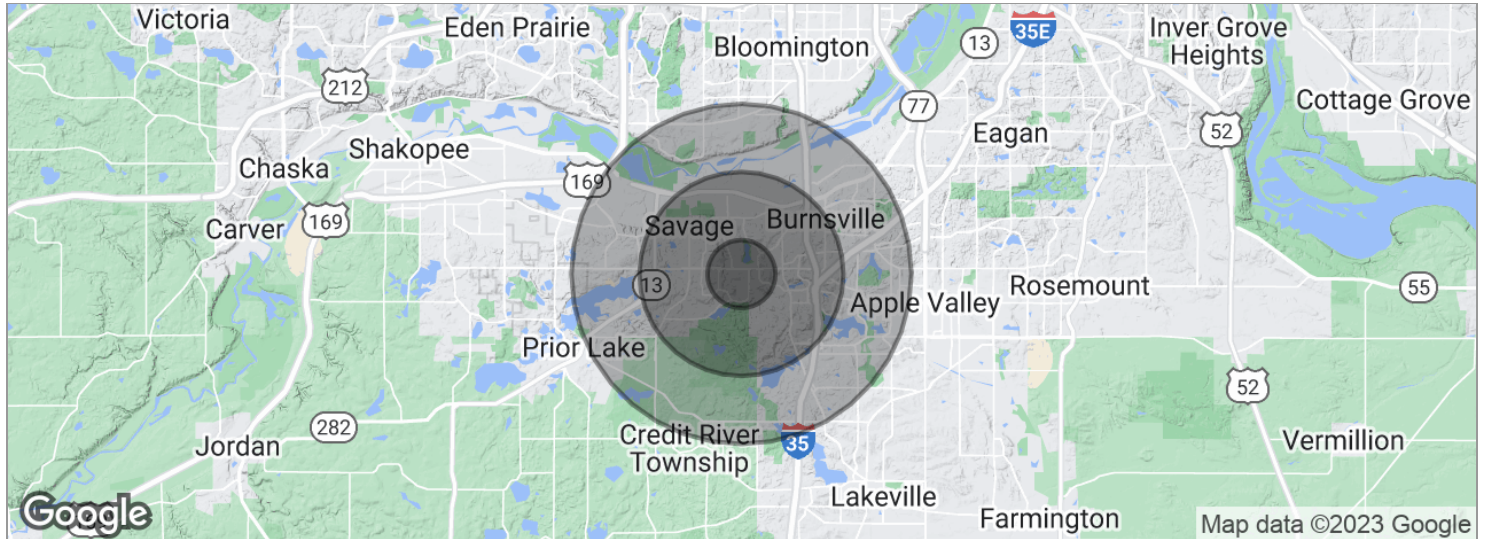 Victoria
Eden Prairie
Bloomington
13
35E
Inver Grove
Heights
212
77
Cottage Grove
52
Eagan
Shakopee
Chaska
169
169
Carver
Savage
Burnsville
13
Apple Valley
Rosemount
55
Prior Lake
52
282
Jordan
Credit River
Township
35
Vermillion
Lakeville
Farmington
Google
Map data ©2023 Google